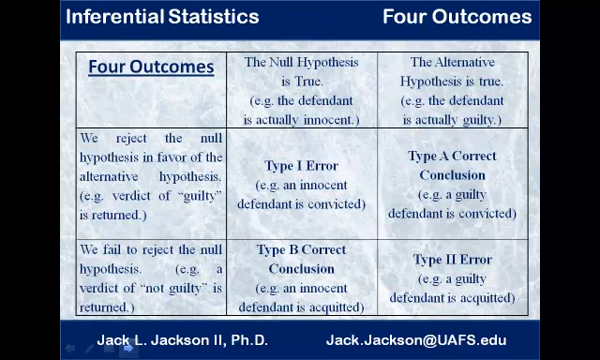 Inferential Statistics Four Outcomes
Four Outcomes
The Null Hypothesis
is True.
(e.g. the defendant
is actually innocent.)
The Alternative
Hypothesis is true.
(e.g. the defendant
is actually guilty.)
We reject the null
hypothesis in favor of the
alternative hypothesis.
(e.g. verdict of "guilty"
is returned.)
Type I Error
(e.g. an innocent
defendant is convicted)
Type A Correct
Conclusion
(e.g. a guilty
defendant is convicted)
We fail to reject the null
hypothesis. (e.g. a
verdict of "not guilty" is
returned.)
Type B Correct
Conclusion
(e.g. an innocent
defendant is acquitted)
Type II Error
(e.g. a guilty
defendant is acquitted)
Jack L. Jackson II, Ph.D. Jack.Jackson@UAFS.edu